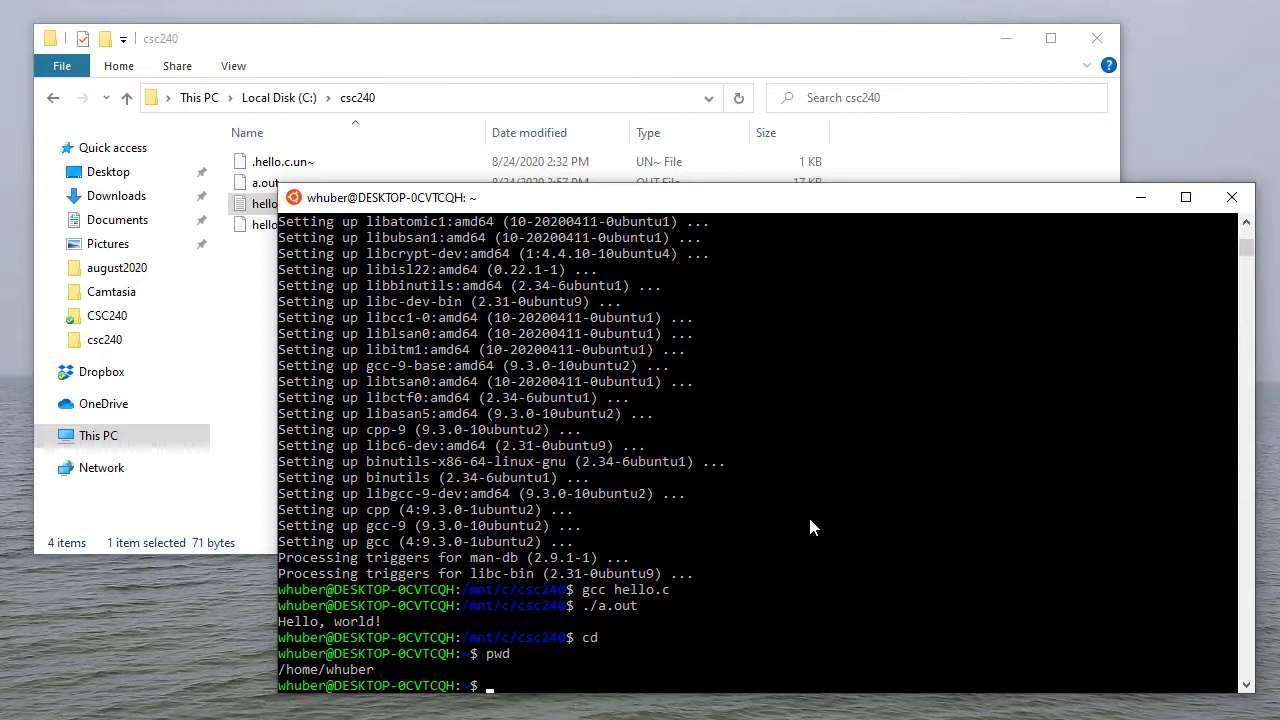 csc240
File Home Share View
This PC > Local Disk (C:) > csc240
Search csc240
Name Date modified Type Size
Quick access
Desktop
Downloads
Documents
Pictures
august2020
Camtasia
CSC240
csc240
Dropbox
OneDrive
This PC
Network
.hello.c.un~ 8/24/2020 2:32 PM UN~ File 1 KB
a.out 8/24/2020 2:57 PM OUT File 17 KB
hello
hello
4 items 1 item selected 71 bytes
whuber@DESKTOP-0CVTCQH: ~
Setting up libatomic1:amd64 (10-20200411-0ubuntu1) ...
Setting up libubsan1:amd64 (10-20200411-0ubuntu1) ...
Setting up libcrypt-dev:amd64 (1:4.4.10-10ubuntu4) ...
Setting up libisl22:amd64 (0.22.1-1) ...
Setting up libbinutils:amd64 (2.34-6ubuntu1) ...
Setting up libc-dev-bin (2.31-0ubuntu9) ...
Setting up libcc1-0:amd64 (10-20200411-0ubuntu1) ...
Setting up liblsan0:amd64 (10-20200411-0ubuntu1) ...
Setting up libitm1:amd64 (10-20200411-0ubuntu1) ...
Setting up gcc-9-base:amd64 (9.3.0-10ubuntu2) ...
Setting up libtsan0:amd64 (10-20200411-0ubuntu1) ...
Setting up libctf0:amd64 (2.34-6ubuntu1) ...
Setting up libasan5:amd64 (9.3.0-10ubuntu2) ...
Setting up cpp-9 (9.3.0-10ubuntu2) ...
Setting up libc6-dev:amd64 (2.31-0ubuntu9) ...
Setting up binutils-x86-64-linux-gnu (2.34-6ubuntu1) ...
Setting up binutils (2.34-6ubuntu1) ...
Setting up libgcc-9-dev:amd64 (9.3.0-10ubuntu2) ...
Setting up cpp (4:9.3.0-1ubuntu2) ...
Setting up gcc-9 (9.3.0-10ubuntu2) ...
Setting up gcc (4:9.3.0-1ubuntu2) ...
Processing triggers for man-db (2.9.1-1) ...
Processing triggers for libc-bin (2.31-0ubuntu9) ...
whuber@DESKTOP-0CVTCQH:/mnt/c/csc240$ gcc hello.c
whuber@DESKTOP-0CVTCQH:/mnt/c/csc240$ ./a.out
Hello, world!
whuber@DESKTOP-0CVTCQH:/mnt/c/csc240$ cd
whuber@DESKTOP-0CVTCQH:~$ pwd
/home/whuber
whuber@DESKTOP-0CVTCQH:~$